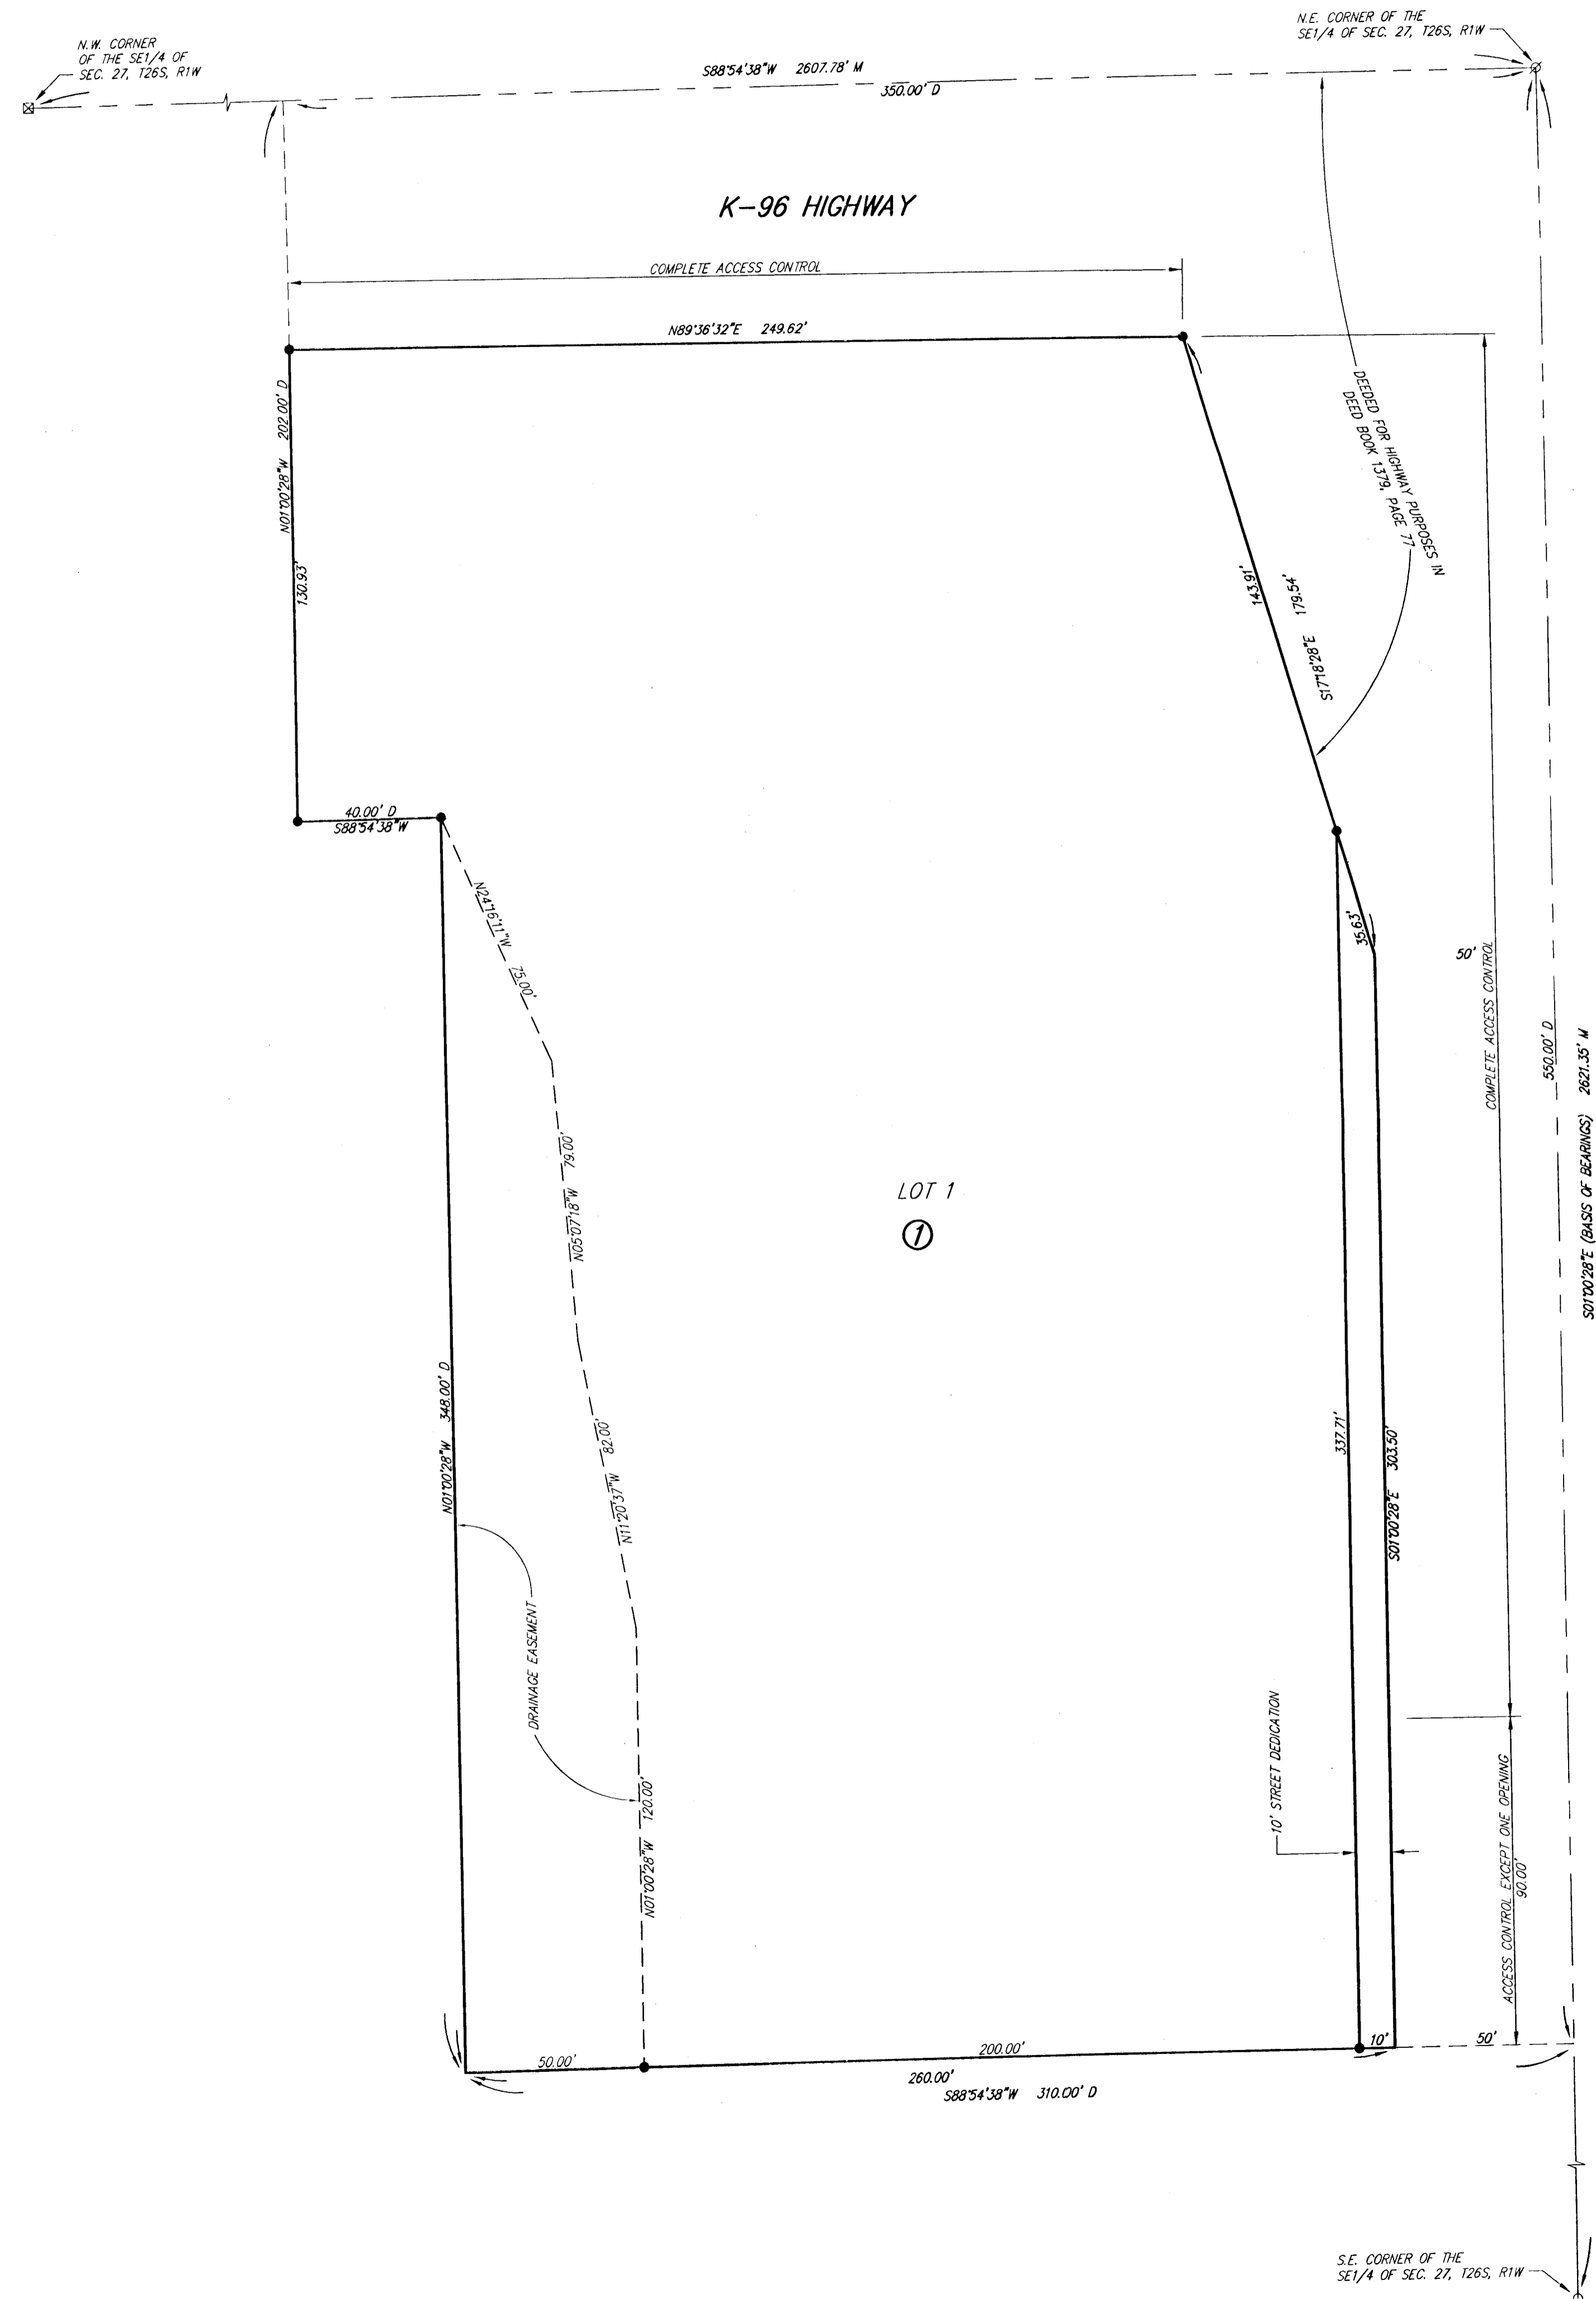 N.W. CORNER
OF THE SE1/4 OF
SEC. 27, T26S, R1W
N.E. CORNER OF THE
SE1/4 OF SEC. 27, T26S, R1W
S88°54'38"W 2607.78' M
350.00' D
K-96 HIGHWAY
COMPLETE ACCESS CONTROL
N89°36'32"E 249.62'
N01°00'28"W 202.00' D
130.93'
DEEDED FOR HIGHWAY PURPOSES IN
DEED BOOK 1379, PAGE 77
143.91'
S17°18'28"E 179.54'
40.00' D
S88°54'38"W
N24°16'11"W 75.00'
35.63'
50'
COMPLETE ACCESS CONTROL
550.00' D
S01°00'28"E (BASIS OF BEARINGS) 2621.35' M
N05°07'18"W 79.00'
LOT 1
1
N01°00'28"W 348.00' D
N11°20'37"W 82.00'
337.71'
S01°00'28"E 303.50'
DRAINAGE EASEMENT
N01°00'28"W 120.00'
10' STREET DEDICATION
ACCESS CONTROL EXCEPT ONE OPENING
90.00'
50.00'
200.00'
10'
50'
260.00'
S88°54'38"W 310.00' D
S.E. CORNER OF THE
SE1/4 OF SEC. 27, T26S, R1W